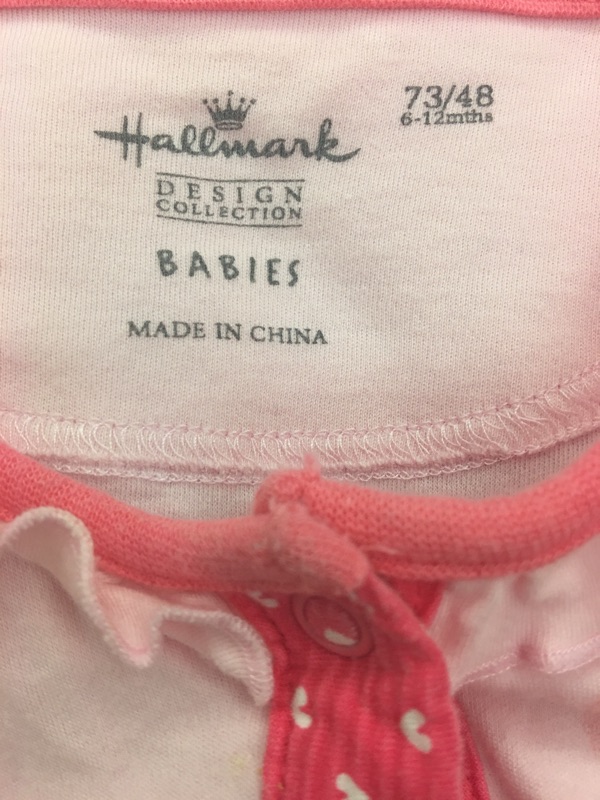 Hallmark
DESIGN
COLLECTION
BABIES
MADE IN CHINA
73/48
6-12mths